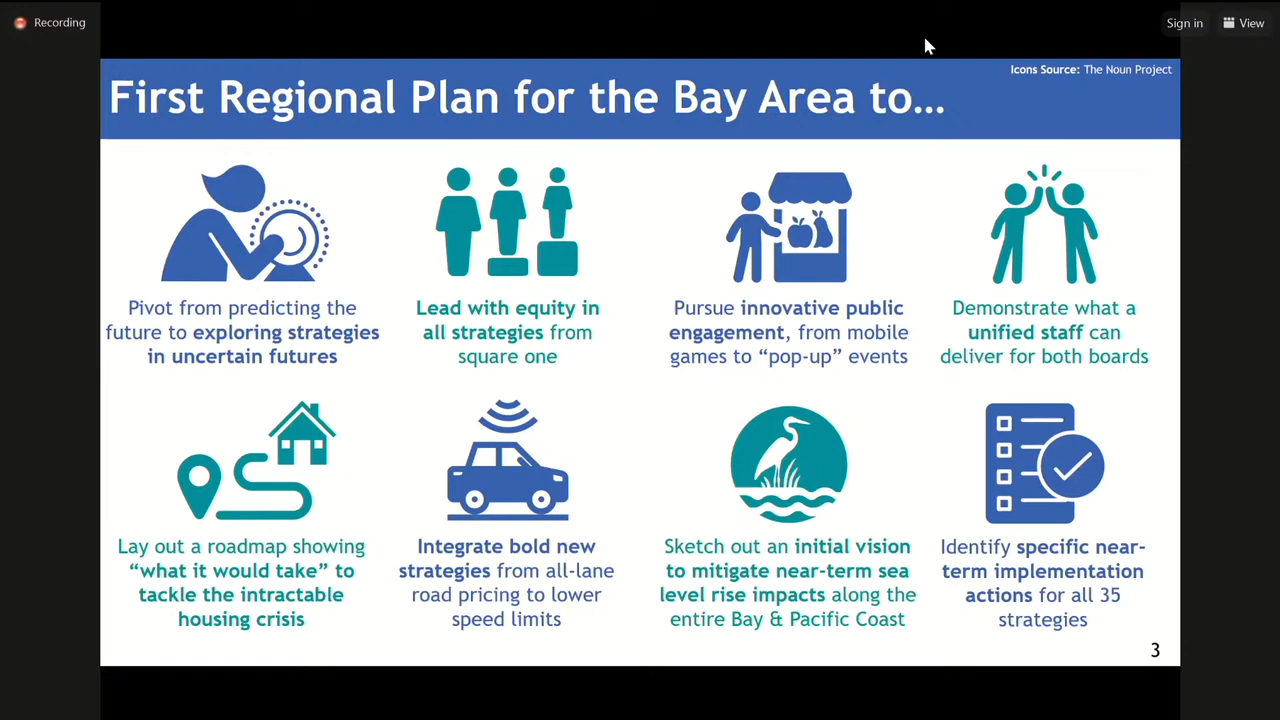 Recording
Sign in
View
Icons Source: The Noun Project
First Regional Plan for the Bay Area to...
Pivot from predicting the
future to exploring strategies
in uncertain futures
Lead with equity in
all strategies from
square one
Pursue innovative public
engagement, from mobile
games to “pop-up” events
Demonstrate what a
unified staff can
deliver for both boards
Lay out a roadmap showing
“what it would take” to
tackle the intractable
housing crisis
Integrate bold new
strategies from all-lane
road pricing to lower
speed limits
Sketch out an initial vision
to mitigate near-term sea
level rise impacts along the
entire Bay & Pacific Coast
Identify specific near-
term implementation
actions for all 35
strategies
3